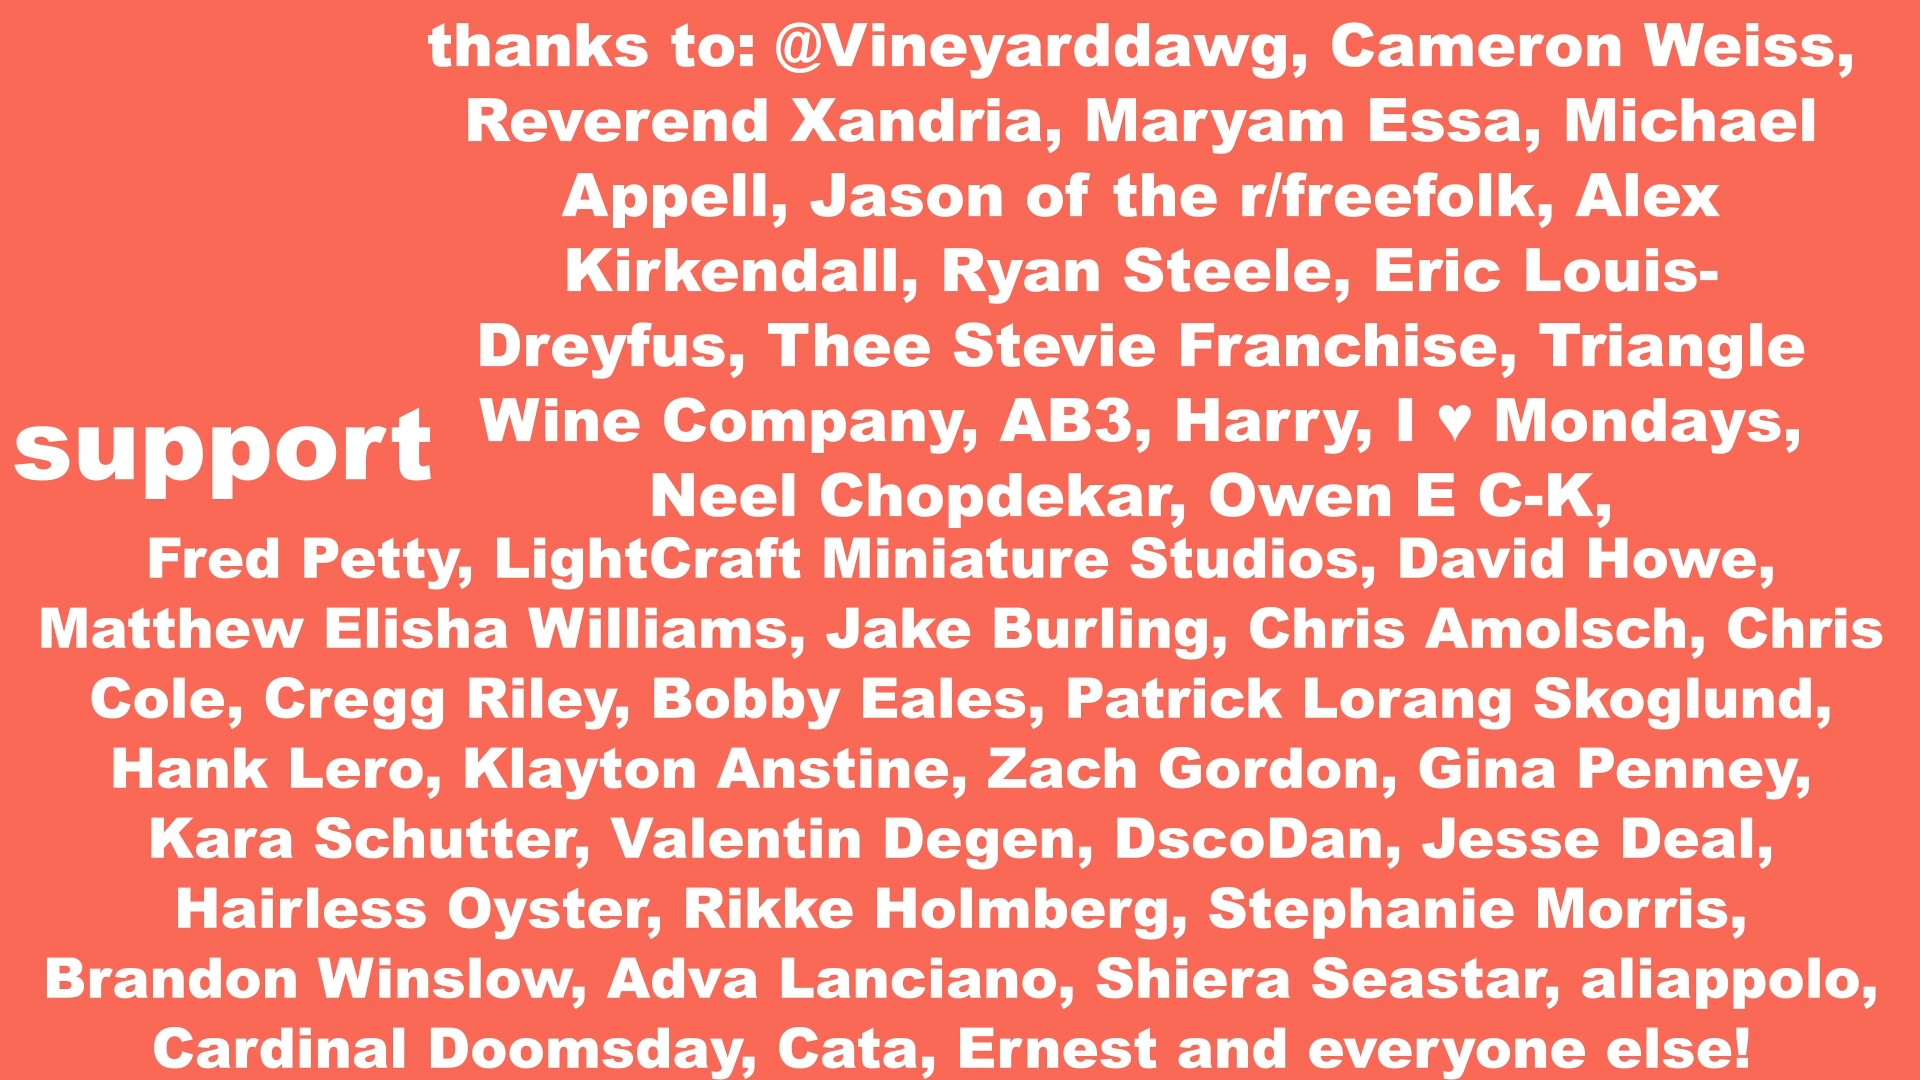 thanks to: @Vineyarddawg, Cameron Weiss,
Reverend Xandria, Maryam Essa, Michael
Appell, Jason of the r/freefolk, Alex
Kirkendall, Ryan Steele, Eric Louis-
Dreyfus, Thee Stevie Franchise, Triangle
Wine Company, AB3, Harry, I ♥ Mondays,
Neel Chopdekar, Owen E C-K,
support
Fred Petty, LightCraft Miniature Studios, David Howe,
Matthew Elisha Williams, Jake Burling, Chris Amolsch, Chris
Cole, Cregg Riley, Bobby Eales, Patrick Lorang Skoglund,
Hank Lero, Klayton Anstine, Zach Gordon, Gina Penney,
Kara Schutter, Valentin Degen, DscoDan, Jesse Deal,
Hairless Oyster, Rikke Holmberg, Stephanie Morris,
Brandon Winslow, Adva Lanciano, Shiera Seastar, aliappolo,
Cardinal Doomsday, Cata, Ernest and everyone else!